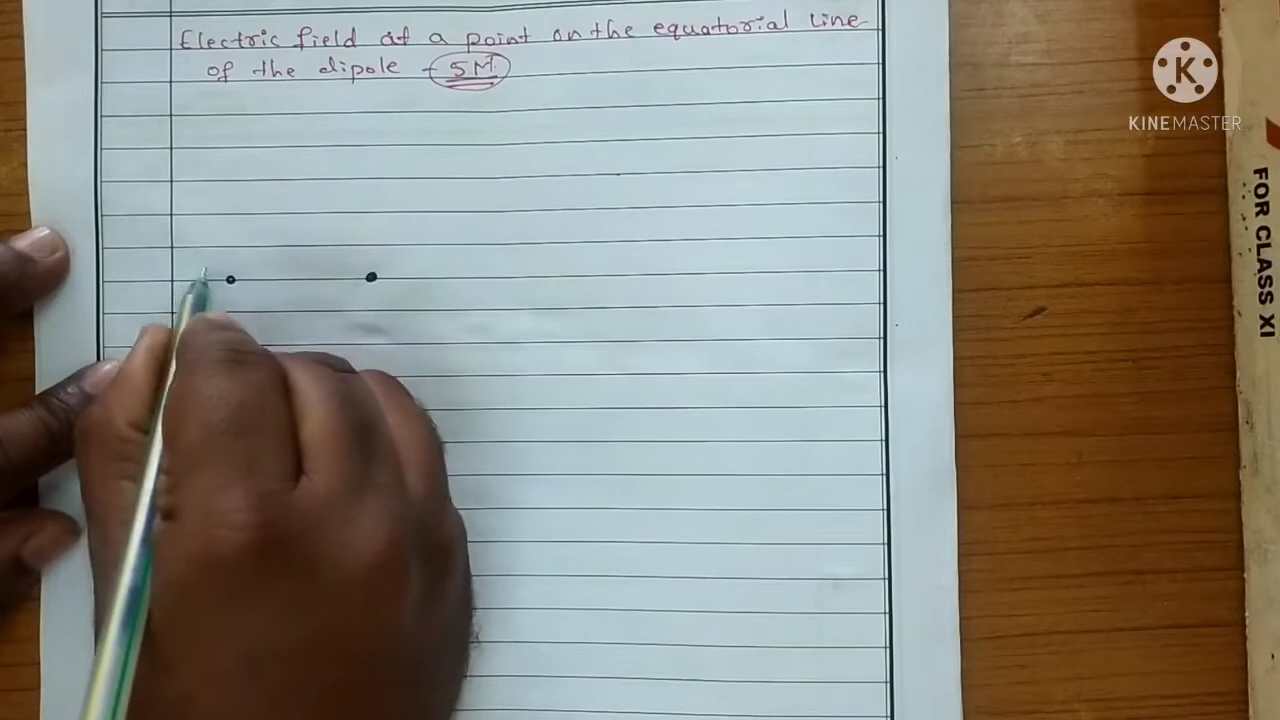 Electric field at a point on the equatorial line
of the dipole - 5M
K
KINEMASTER
FOR CLASS XI